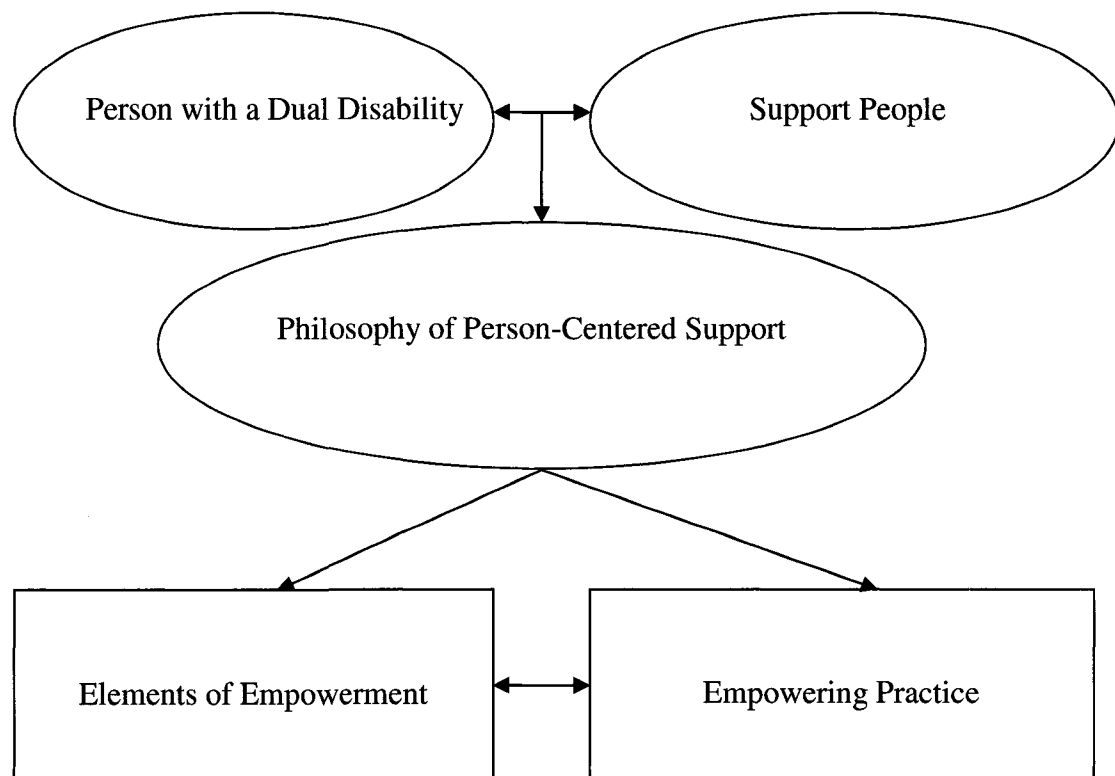 Person with a Dual Disability
Support People
Philosophy of Person-Centered Support
Elements of Empowerment
Empowering Practice